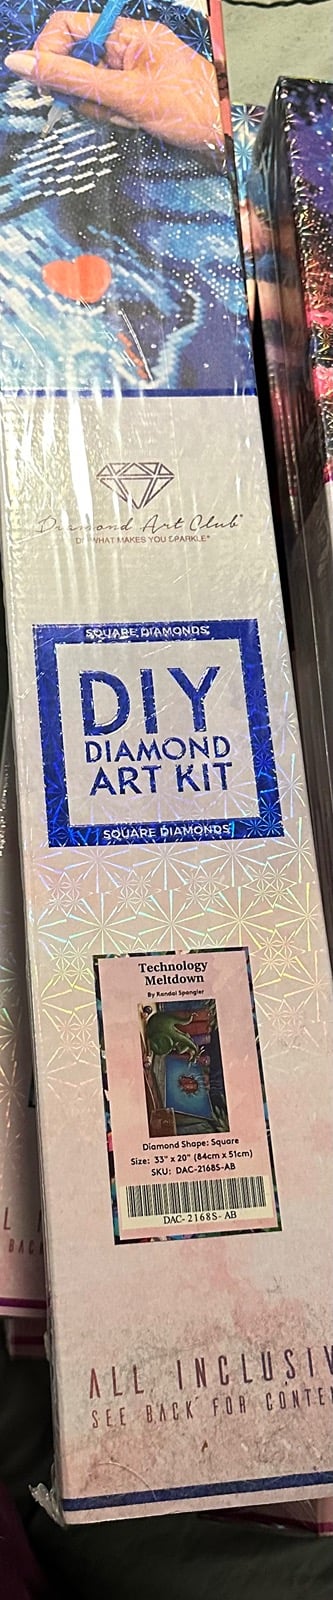 Diamond Art Club®
DIY WHAT MAKES YOU SPARKLE®
SQUARE DIAMONDS
DIY
DIAMOND
ART KIT
SQUARE DIAMONDS
Technology
Meltdown
By Randal Spangler
Diamond Shape: Square
Size: 33" x 20" (84cm x 51cm)
SKU: DAC-2168S-AB
DAC-2168S-AB
ALL INCLUSIV
SEE BACK FOR CONTE